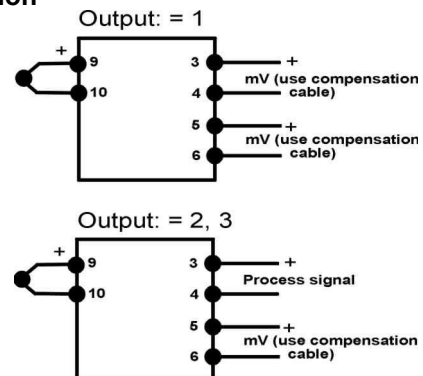 Output: = 1
+
9
10
3
+
mV (use compensation
4
cable)
5
+
mV (use compensation
6
cable)
Output: = 2, 3
+
9
10
3
+
Process signal
4
5
+
mV (use compensation
6
cable)